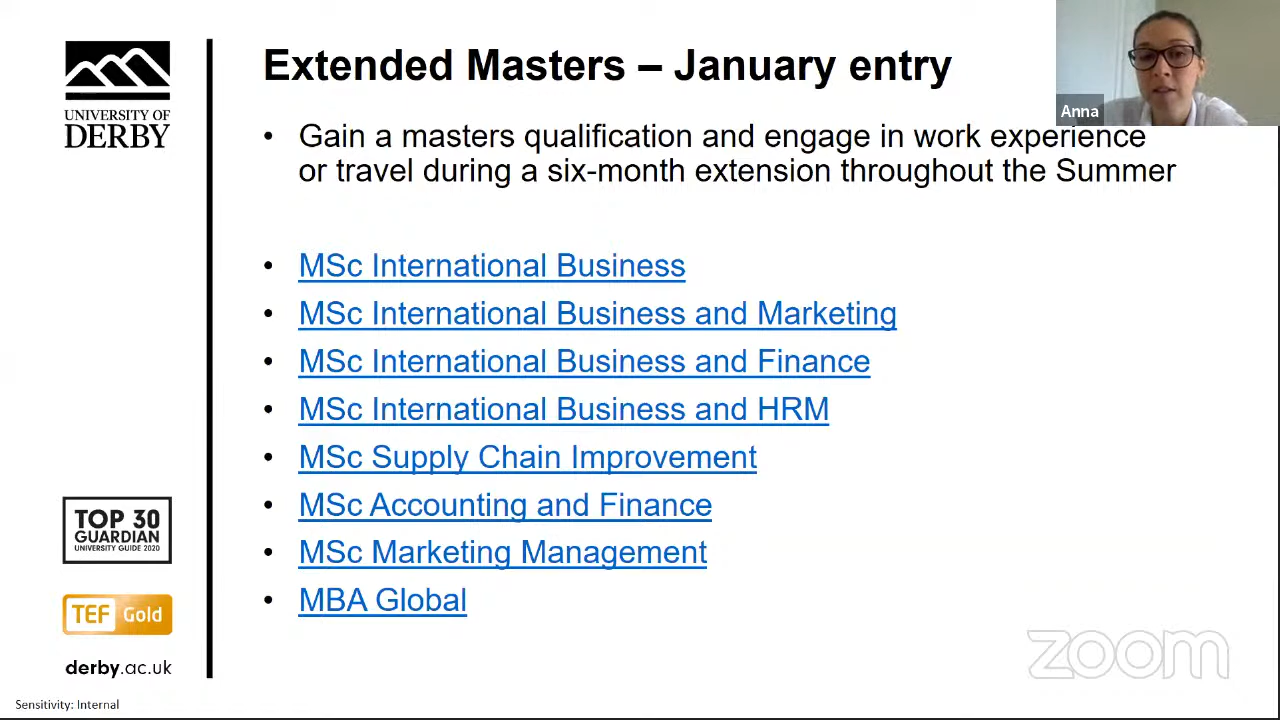 Extended Masters – January entry
Anna
UNIVERSITY OF
DERBY
• Gain a masters qualification and engage in work experience
or travel during a six-month extension throughout the Summer
• MSc International Business
• MSc International Business and Marketing
• MSc International Business and Finance
• MSc International Business and HRM
• MSc Supply Chain Improvement
• MSc Accounting and Finance
• MSc Marketing Management
• MBA Global
TOP 30
GUARDIAN
UNIVERSITY GUIDE 2020
TEF Gold
derby.ac.uk
zoom
Sensitivity: Internal